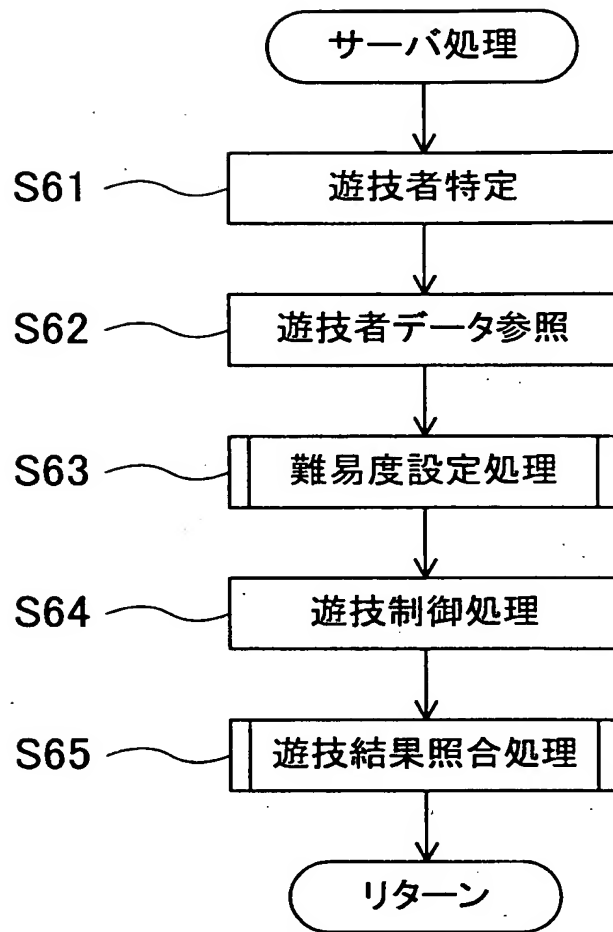 サーバ処理
S61 遊技者特定
S62 遊技者データ参照
S63 難易度設定処理
S64 遊技制御処理
S65 遊技結果照合処理
リターン